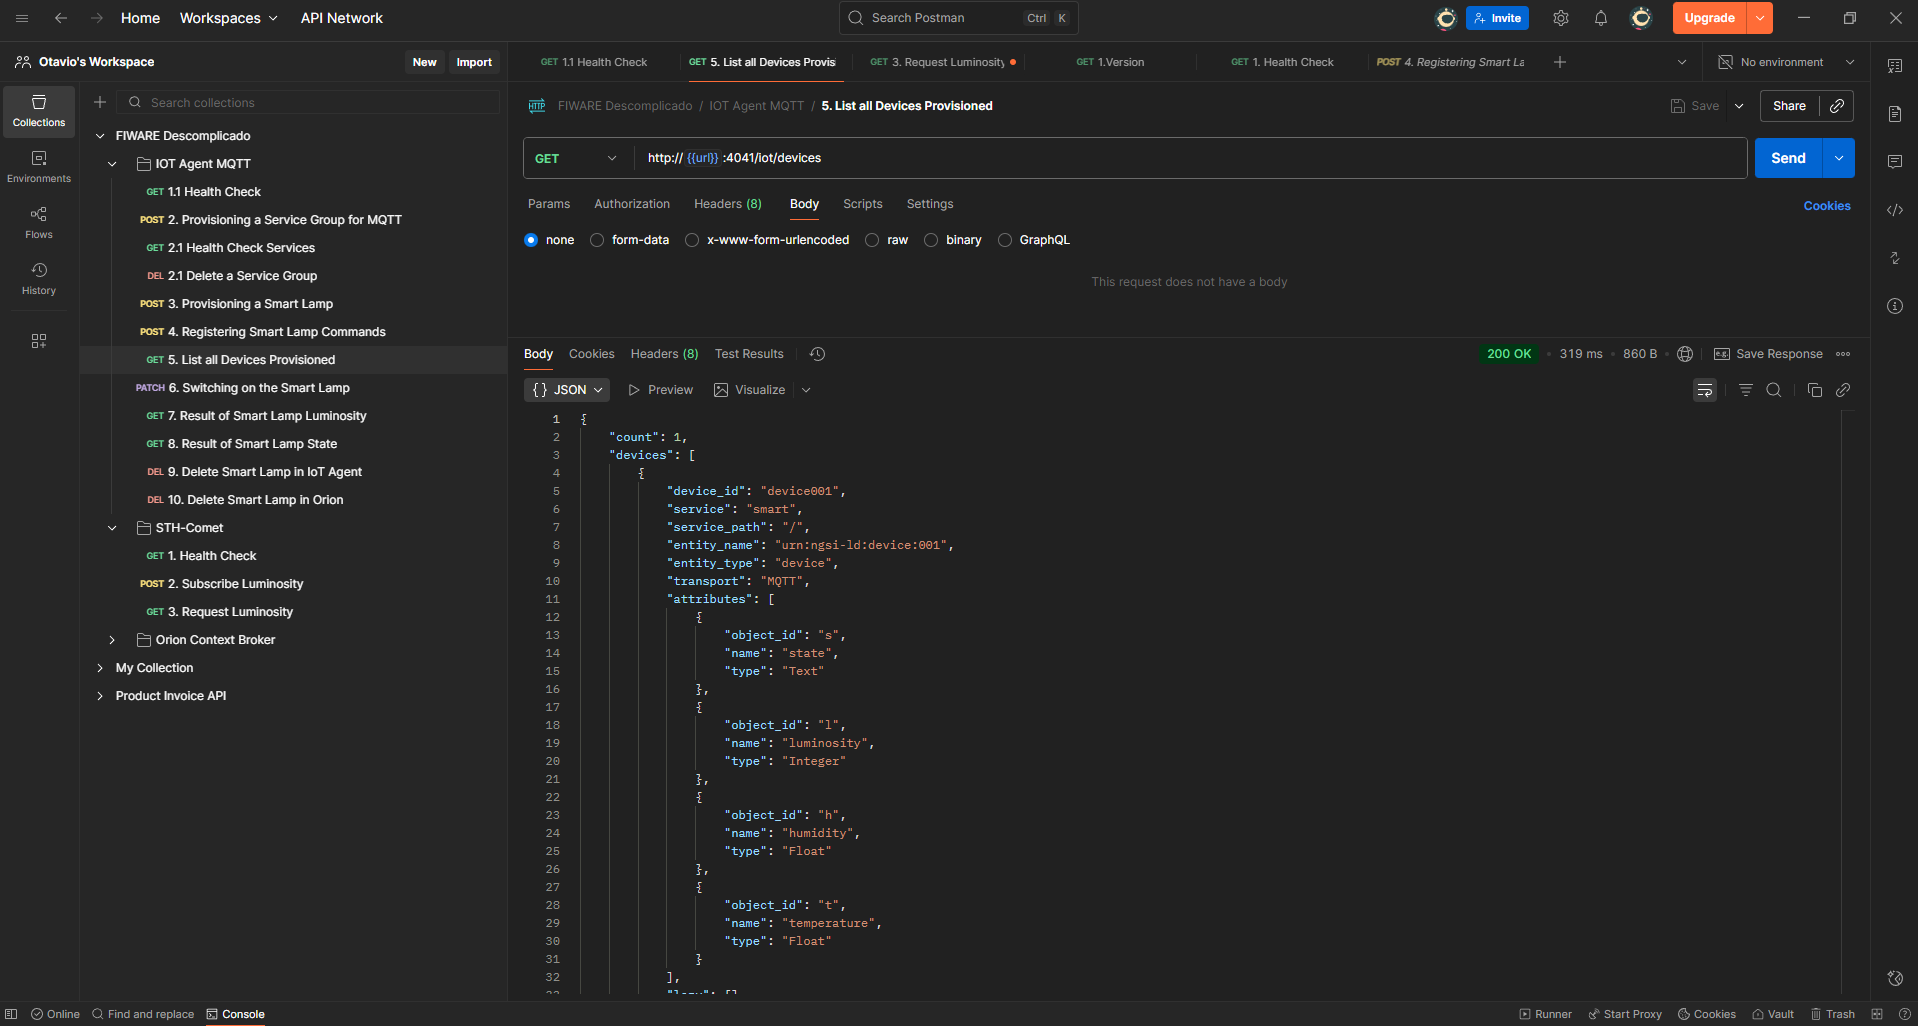 Home
Workspaces
API Network
Search Postman
Ctrl K
Invite
Upgrade
Otavio's Workspace
New
Import
GET 1.1 Health Check
GET 5. List all Devices Provis
GET 3. Request Luminosity
GET 1.Version
GET 1. Health Check
POST 4. Registering Smart La
No environment
Collections
Environments
Flows
History
Search collections
FIWARE Descomplicado
IOT Agent MQTT
GET 1.1 Health Check
POST 2. Provisioning a Service Group for MQTT
GET 2.1 Health Check Services
DEL 2.1 Delete a Service Group
POST 3. Provisioning a Smart Lamp
POST 4. Registering Smart Lamp Commands
GET 5. List all Devices Provisioned
PATCH 6. Switching on the Smart Lamp
GET 7. Result of Smart Lamp Luminosity
GET 8. Result of Smart Lamp State
DEL 9. Delete Smart Lamp in IoT Agent
DEL 10. Delete Smart Lamp in Orion
STH-Comet
GET 1. Health Check
POST 2. Subscribe Luminosity
GET 3. Request Luminosity
Orion Context Broker
My Collection
Product Invoice API
HTTP FIWARE Descomplicado / IOT Agent MQTT / 5. List all Devices Provisioned
Save
Share
GET
http:// {{url}} :4041/iot/devices
Send
Params
Authorization
Headers (8)
Body
Scripts
Settings
Cookies
none
form-data
x-www-form-urlencoded
raw
binary
GraphQL
This request does not have a body
Body
Cookies
Headers (8)
Test Results
200 OK • 319 ms • 860 B
e.g. Save Response
{} JSON
Preview
Visualize
1 {
2 "count": 1,
3 "devices": [
4 {
5 "device_id": "device001",
6 "service": "smart",
7 "service_path": "/",
8 "entity_name": "urn:ngsi-ld:device:001",
9 "entity_type": "device",
10 "transport": "MQTT",
11 "attributes": [
12 {
13 "object_id": "s",
14 "name": "state",
15 "type": "Text"
16 },
17 {
18 "object_id": "l",
19 "name": "luminosity",
20 "type": "Integer"
21 },
22 {
23 "object_id": "h",
24 "name": "humidity",
25 "type": "Float"
26 },
27 {
28 "object_id": "t",
29 "name": "temperature",
30 "type": "Float"
31 }
32 ],
33 "lazy": []
Online
Find and replace
Console
Runner
Start Proxy
Cookies
Vault
Trash